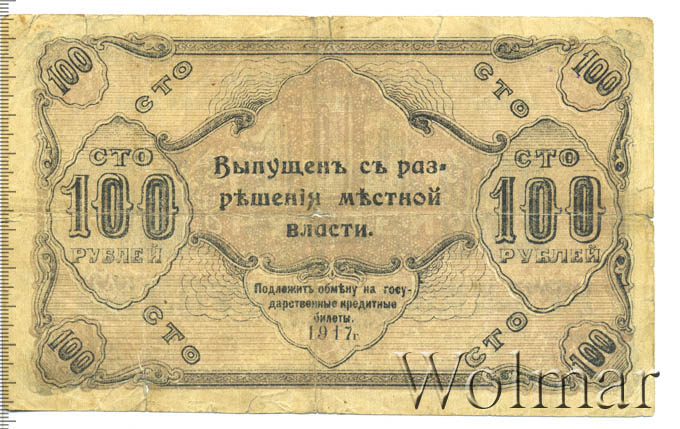 100
СТО
СТО
100
СТО
100
РУБЛЕЙ
Выпущенъ съ раз-
рѣшенія мѣстной
власти.
СТО
100
РУБЛЕЙ
Подлежитъ обмѣну на госу-
дарственные кредитные
билеты.
1917г.
100
СТО
СТО
100
Wolmar